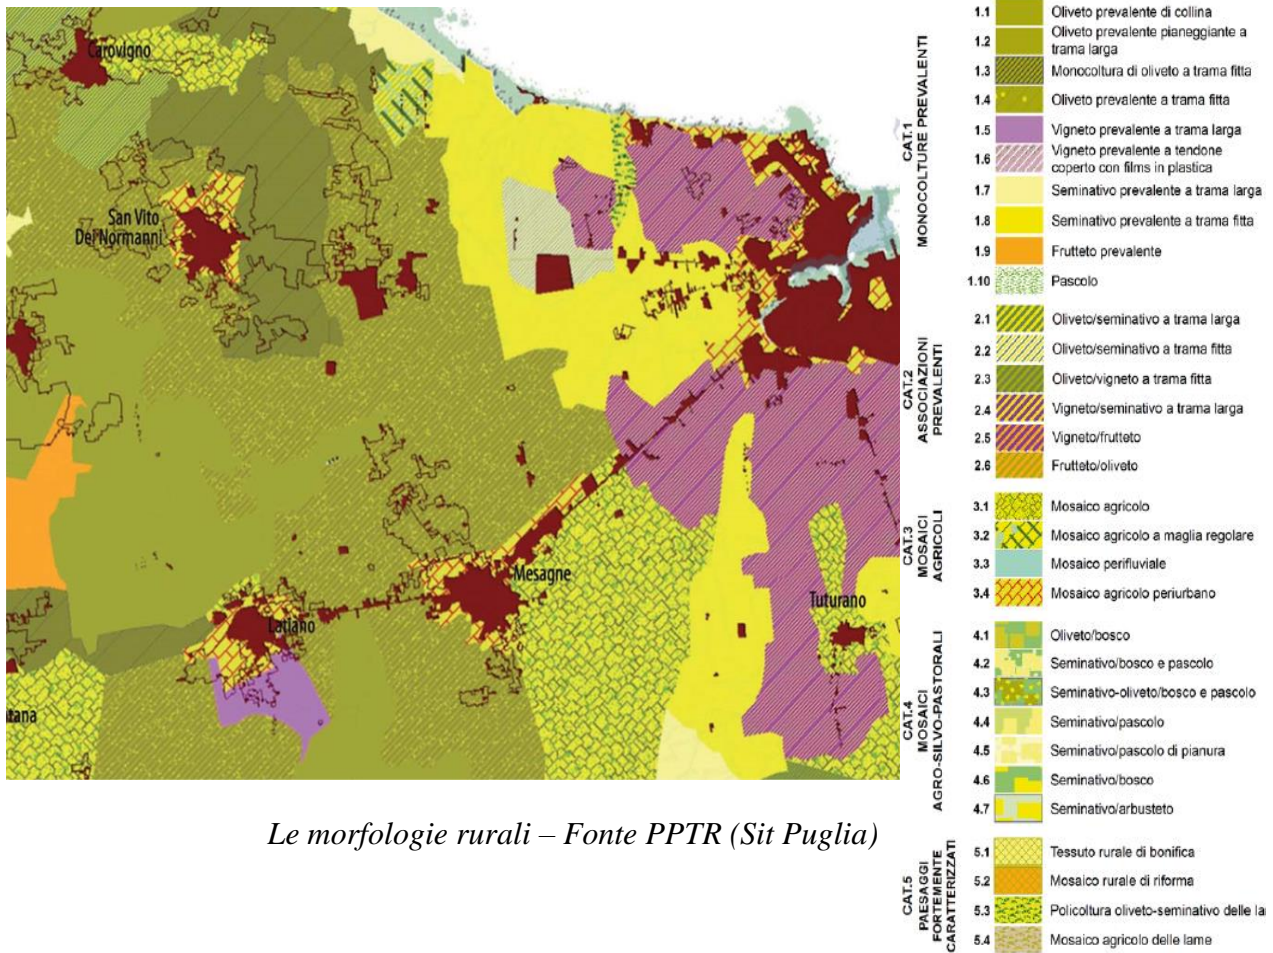 Carovigno
San Vito
Dei Normanni
Mesagne
Latiano
Tuturano
tana
Le morfologie rurali – Fonte PPTR (Sit Puglia)
CAT.1
MONOCOLTURE PREVALENTI
1.1 Oliveto prevalente di collina
1.2 Oliveto prevalente pianeggiante a
trama larga
1.3 Monocoltura di oliveto a trama fitta
1.4 Oliveto prevalente a trama fitta
1.5 Vigneto prevalente a trama larga
1.6 Vigneto prevalente a tendone
coperto con films in plastica
1.7 Seminativo prevalente a trama larga
1.8 Seminativo prevalente a trama fitta
1.9 Frutteto prevalente
1.10 Pascolo
CAT.2
ASSOCIAZIONI
PREVALENTI
2.1 Oliveto/seminativo a trama larga
2.2 Oliveto/seminativo a trama fitta
2.3 Oliveto/vigneto a trama fitta
2.4 Vigneto/seminativo a trama larga
2.5 Vigneto/frutteto
2.6 Frutteto/oliveto
CAT.3
MOSAICI
AGRICOLI
3.1 Mosaico agricolo
3.2 Mosaico agricolo a maglia regolare
3.3 Mosaico perifluviale
3.4 Mosaico agricolo periurbano
CAT.4
MOSAICI
AGRO-SILVO-PASTORALI
4.1 Oliveto/bosco
4.2 Seminativo/bosco e pascolo
4.3 Seminativo-oliveto/bosco e pascolo
4.4 Seminativo/pascolo
4.5 Seminativo/pascolo di pianura
4.6 Seminativo/bosco
4.7 Seminativo/arbusteto
CAT.5
PAESAGGI
FORTEMENTE
CARATTERIZZATI
5.1 Tessuto rurale di bonifica
5.2 Mosaico rurale di riforma
5.3 Policoltura oliveto-seminativo delle la
5.4 Mosaico agricolo delle lame